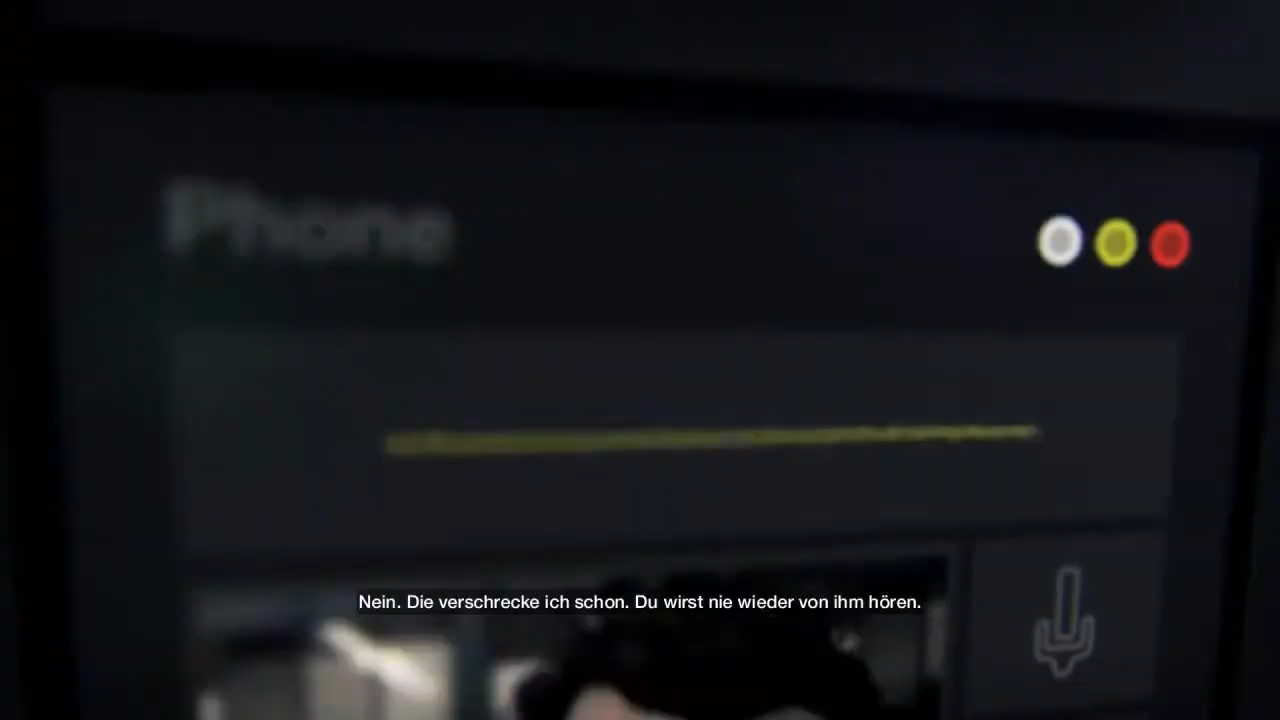 Phone
Nein. Die verschrecke ich schon. Du wirst nie wieder von ihm hören.